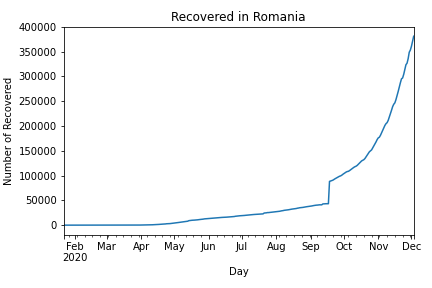 Recovered in Romania
400000
350000
300000
250000
200000
150000
100000
50000
0
Number of Recovered
Feb Mar Apr May Jun Jul Aug Sep Oct Nov Dec
2020
Day